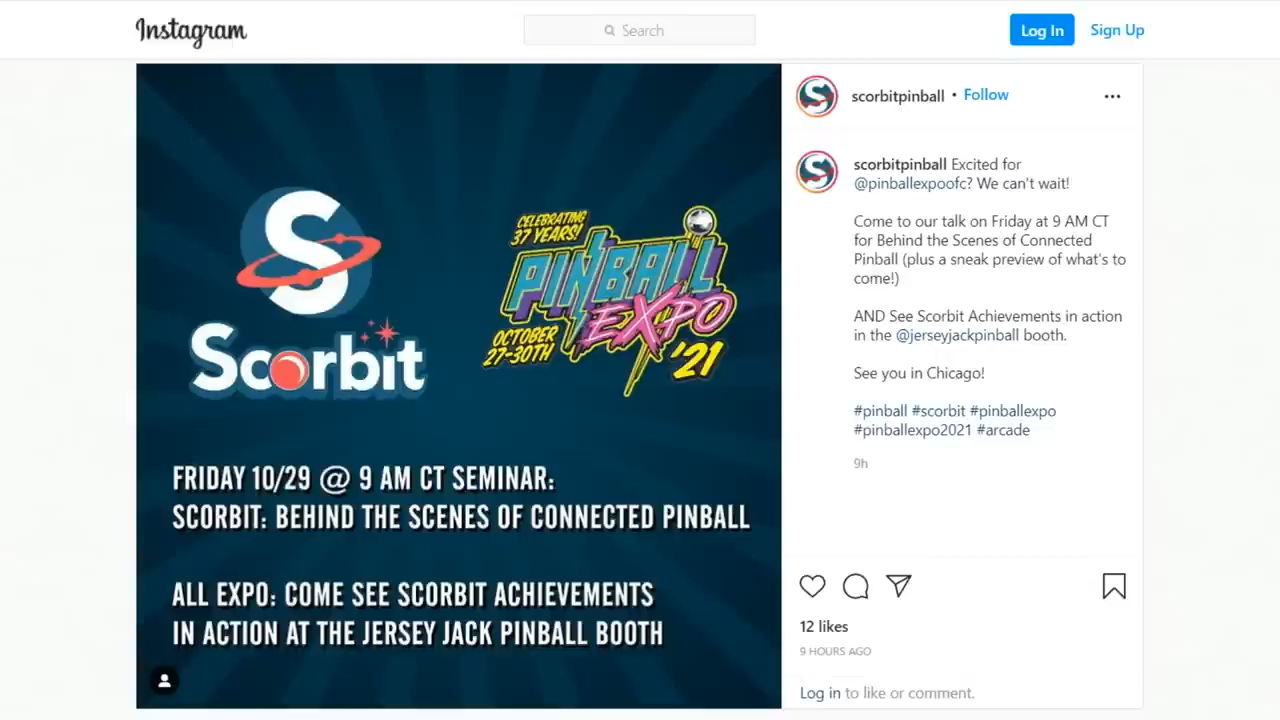 Instagram
Search
Log In
Sign Up
S
Scorbit
CELEBRATING
37 YEARS!
PINBALL
EXPO
OCTOBER
27-30TH
'21
FRIDAY 10/29 @ 9 AM CT SEMINAR:
SCORBIT: BEHIND THE SCENES OF CONNECTED PINBALL
ALL EXPO: COME SEE SCORBIT ACHIEVEMENTS
IN ACTION AT THE JERSEY JACK PINBALL BOOTH
scorbitpinball • Follow
scorbitpinball Excited for
@pinballexpoofc? We can't wait!
Come to our talk on Friday at 9 AM CT
for Behind the Scenes of Connected
Pinball (plus a sneak preview of what's to
come!)
AND See Scorbit Achievements in action
in the @jerseyjackpinball booth.
See you in Chicago!
#pinball #scorbit #pinballexpo
#pinballexpo2021 #arcade
9h
12 likes
9 HOURS AGO
Log in to like or comment.